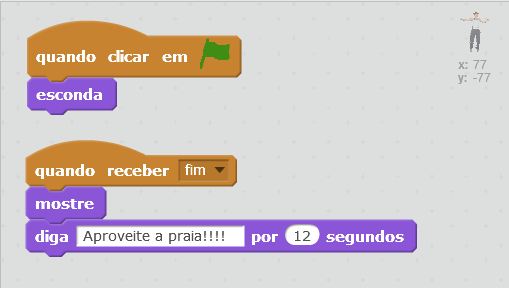 quando clicar em
esconda
x: 77
y: -77
quando receber fim
mostre
diga Aproveite a praia!!!! por 12 segundos